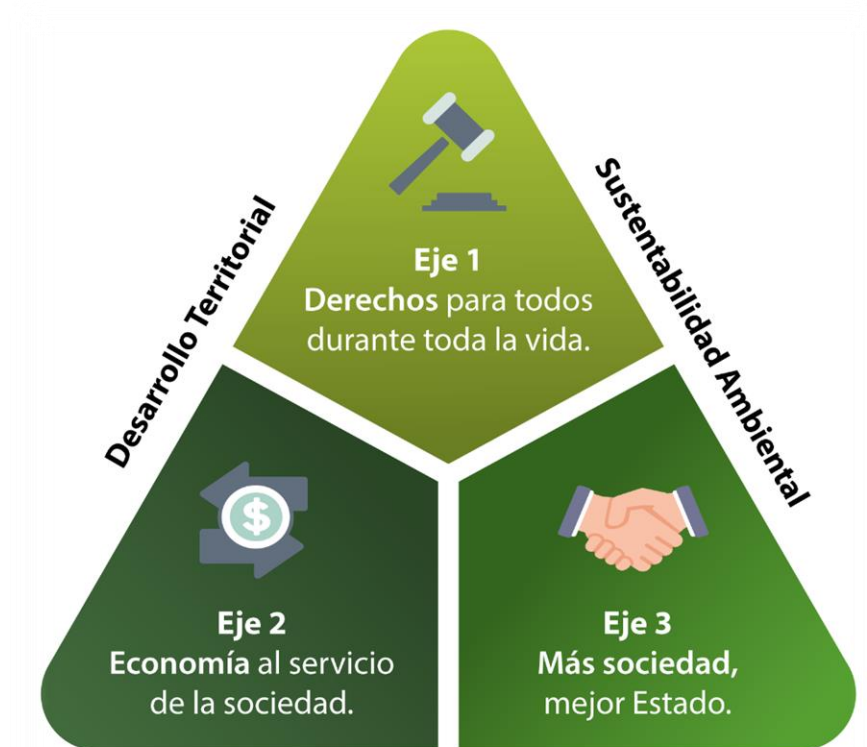 Desarrollo Territorial
Sustentabilidad Ambiental
Eje 1
Derechos para todos
durante toda la vida.
$
Eje 2
Economía al servicio
de la sociedad.
Eje 3
Más sociedad,
mejor Estado.